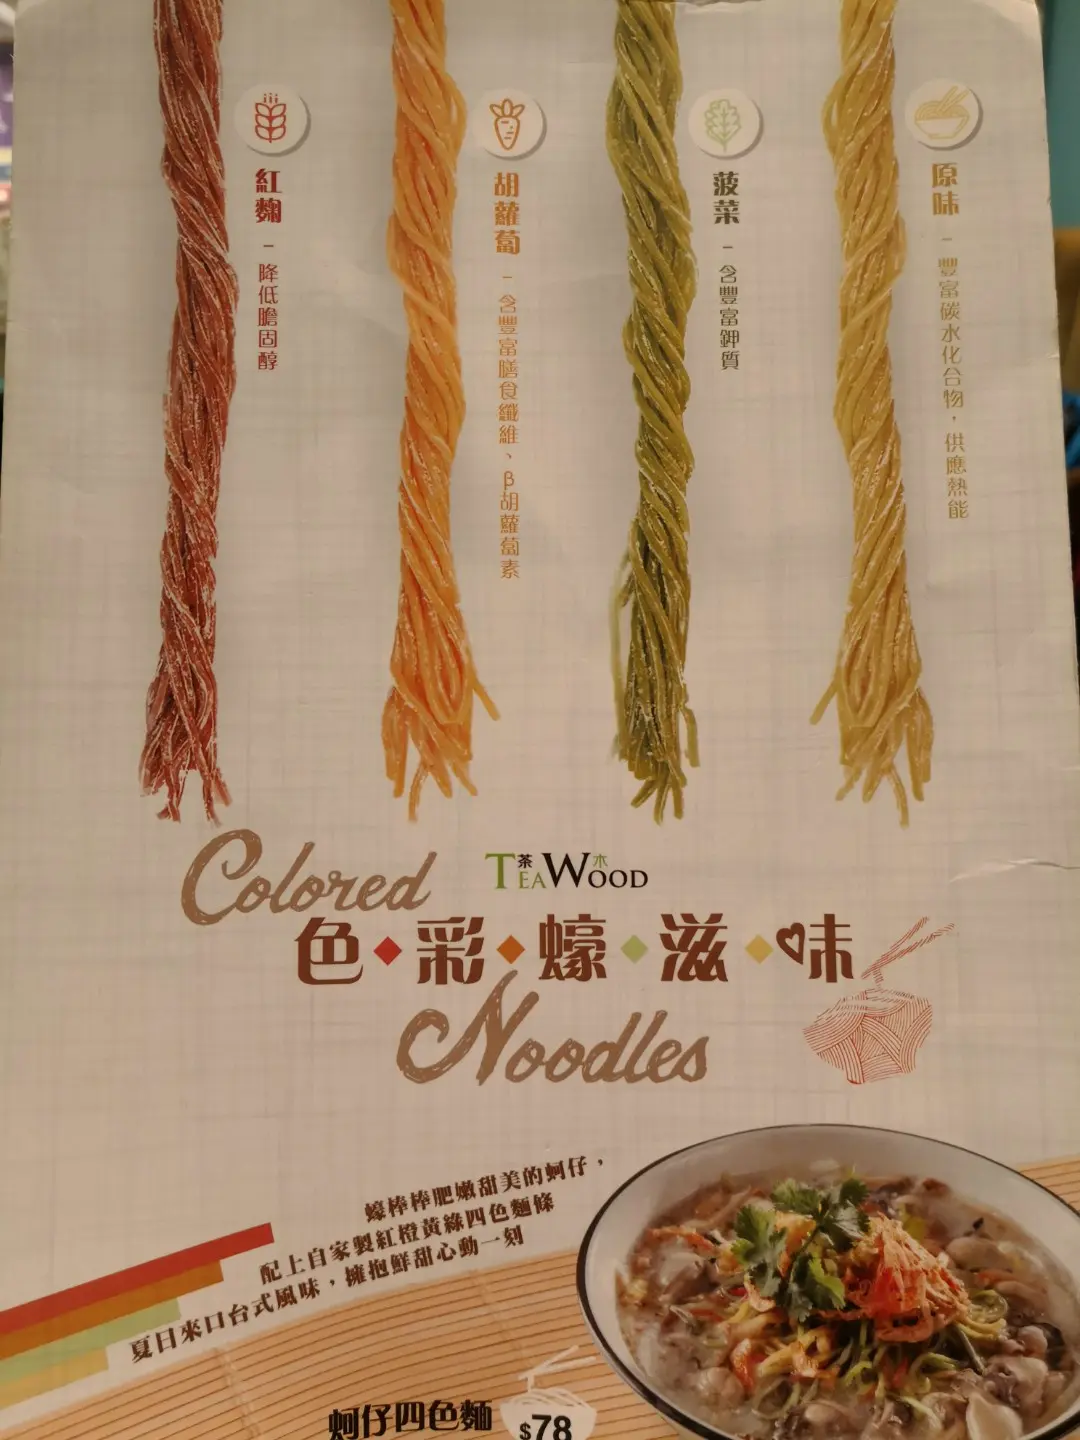 紅麴 - 降低膽固醇
胡蘿蔔 - 含豐富膳食纖維、β胡蘿蔔素
菠菜 - 含豐富鉀質
原味 - 豐富碳水化合物，供應熱能
Colored
TEA WOOD
茶 木
色彩蠔滋味
Noodles
蠔棒棒肥嫩甜美的蚵仔，
配上自家製紅橙黃綠四色麵條
夏日來口台式風味，擁抱鮮甜心動一刻
蚵仔四色麵
$78